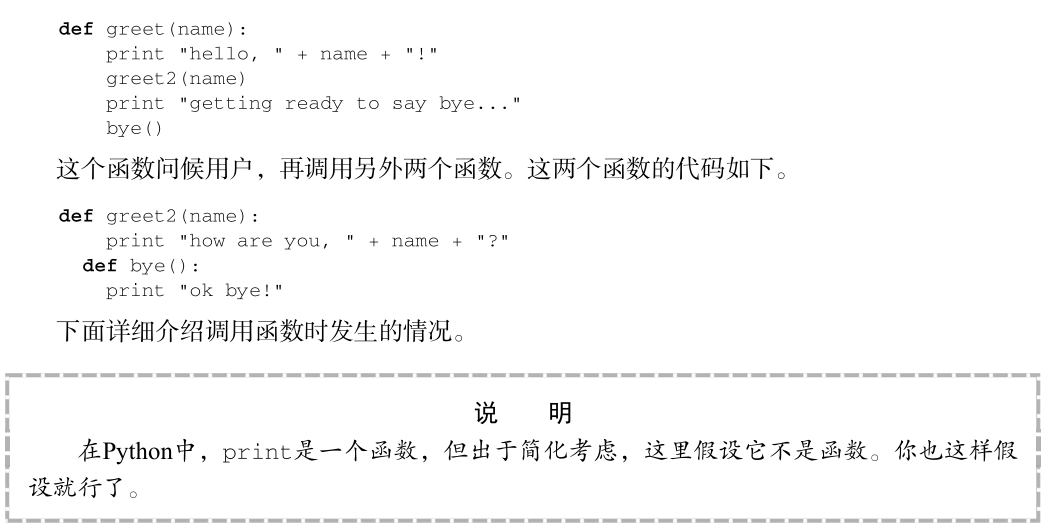 def greet(name):
    print "hello, " + name + "!"
    greet2(name)
    print "getting ready to say bye..."
    bye()
这个函数问候用户，再调用另外两个函数。这两个函数的代码如下。
def greet2(name):
    print "how are you, " + name + "?"
  def bye():
    print "ok bye!"
下面详细介绍调用函数时发生的情况。
说　　明
在Python中，print是一个函数，但出于简化考虑，这里假设它不是函数。你也这样假
设就行了。